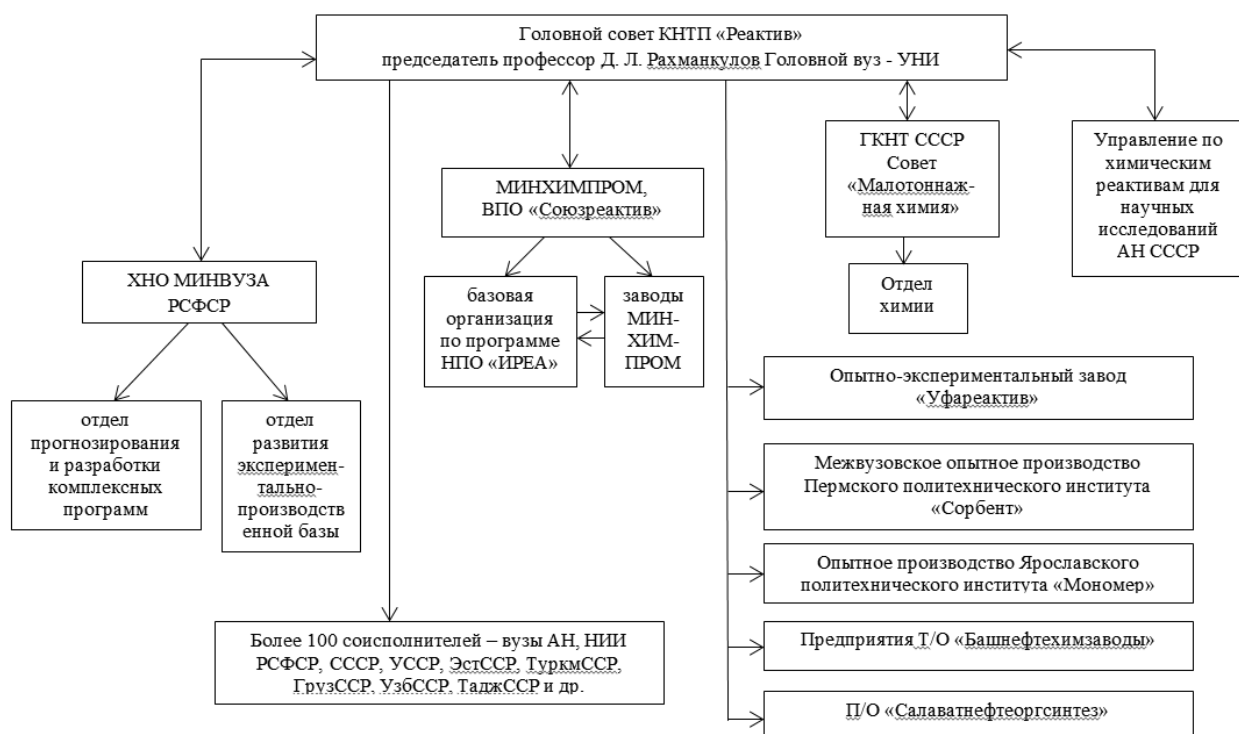 Головной совет КНТП «Реактив»
председатель профессор Д. Л. Рахманкулов Головной вуз - УНИ
ГКНТ СССР
Совет
«Малотоннаж-
ная химия»
Управление по
химическим
реактивам для
научных
исследований
АН СССР
МИНХИМПРОМ,
ВПО «Союзреактив»
ХНО МИНВУЗА
РСФСР
базовая
организация
по программе
НПО «ИРЕА»
заводы
МИН-
ХИМ-
ПРОМ
Отдел
химии
отдел
прогнозирования
и разработки
комплексных
программ
отдел
развития
эксперимен-
тально-
производств
енной базы
Опытно-экспериментальный завод
«Уфареактив»
Межвузовское опытное производство
Пермского политехнического института
«Сорбент»
Опытное производство Ярославского
политехнического института «Мономер»
Более 100 соисполнителей – вузы АН, НИИ
РСФСР, СССР, УССР, ЭстССР, ТуркмССР,
ГрузССР, УзбССР, ТаджССР и др.
Предприятия Т/О «Башнефтехимзаводы»
П/О «Салаватнефтеоргсинтез»